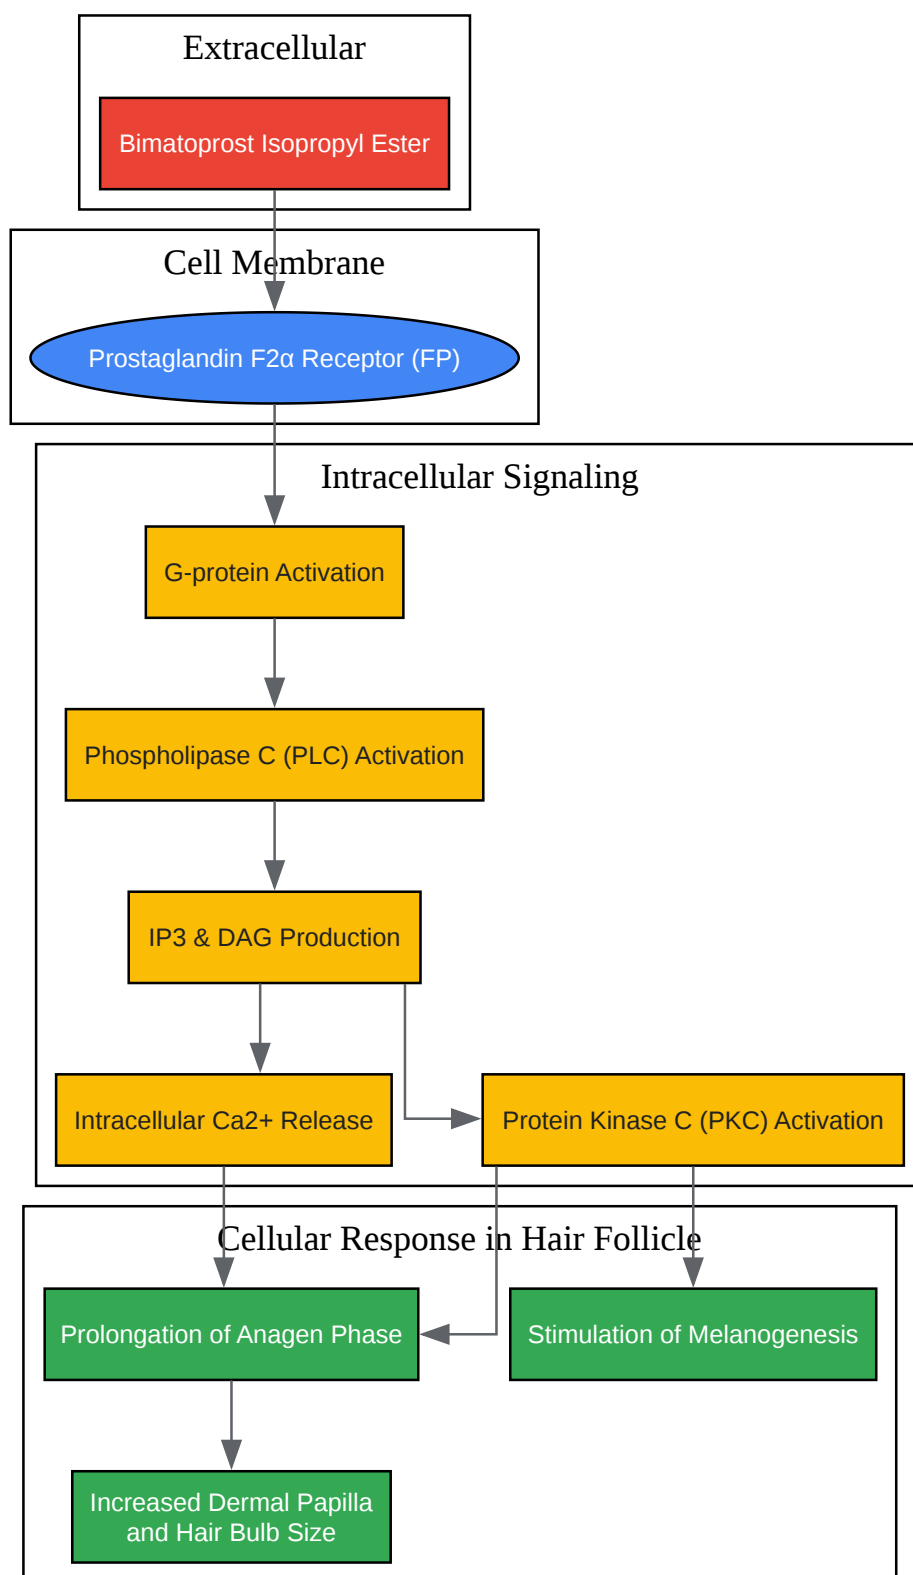 Extracellular
Bimatoprost Isopropyl Ester
Cell Membrane
Prostaglandin F2α Receptor (FP)
Intracellular Signaling
G-protein Activation
Phospholipase C (PLC) Activation
IP3 & DAG Production
Intracellular Ca2+ Release
Protein Kinase C (PKC) Activation
Cellular Response in Hair Follicle
Prolongation of Anagen Phase
Stimulation of Melanogenesis
Increased Dermal Papilla
and Hair Bulb Size